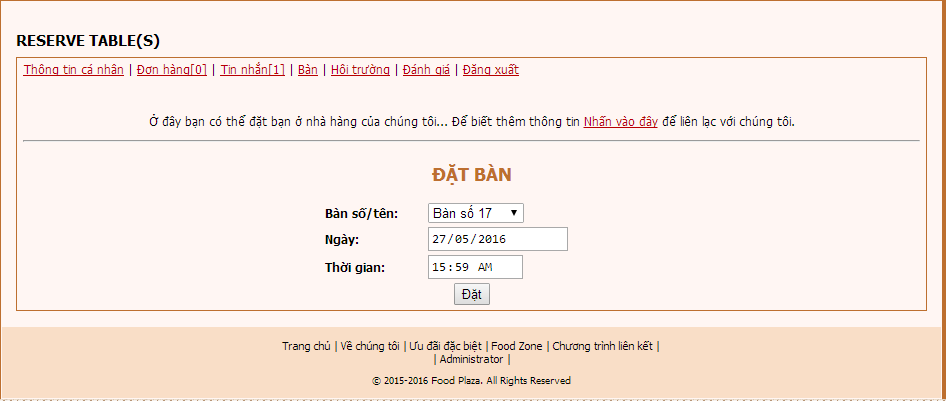 RESERVE TABLE(S)
Thông tin cá nhân | Đơn hàng[0] | Tin nhắn[1] | Bàn | Hôi trường | Đánh giá | Đăng xuất
Ở đây bạn có thể đặt bạn ở nhà hàng của chúng tôi... Để biết thêm thông tin Nhấn vào đây để liên lạc với chúng tôi.
ĐẶT BÀN
Bàn số/tên: Bàn số 17
Ngày: 27/05/2016
Thời gian: 15:59 AM
Đặt
Trang chủ | Về chúng tôi | Ưu đãi đặc biệt | Food Zone | Chương trình liên kết |
| Administrator |
© 2015-2016 Food Plaza. All Rights Reserved